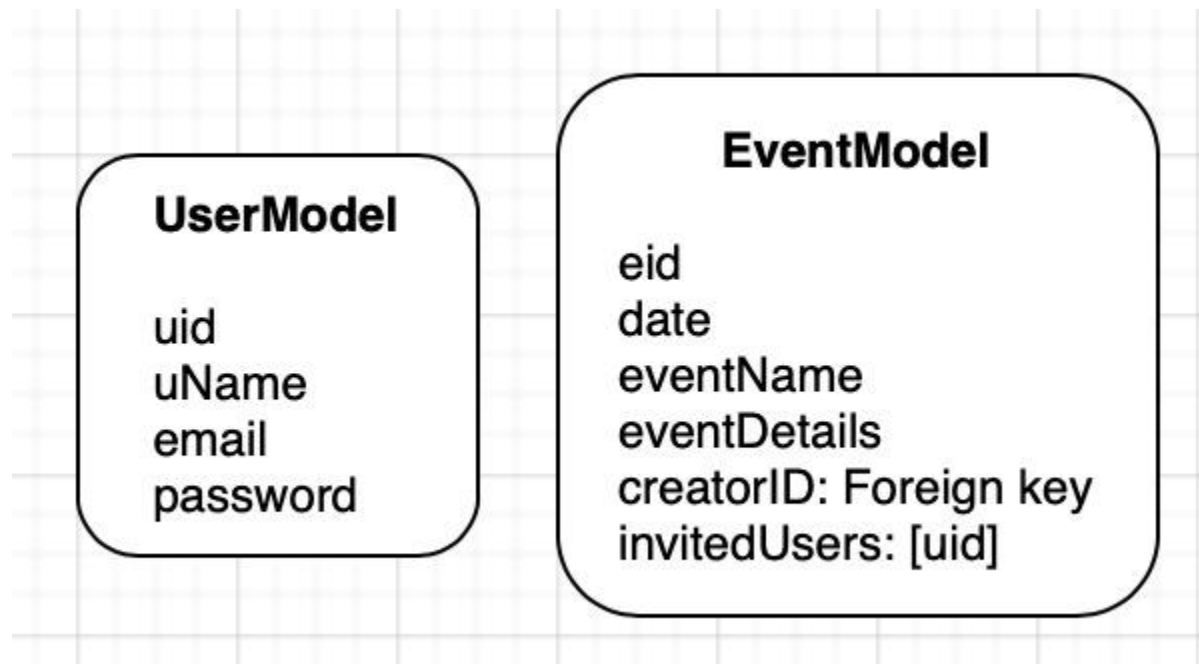 UserModel
uid
uName
email
password
EventModel
eid
date
eventName
eventDetails
creatorID: Foreign key
invitedUsers: [uid]